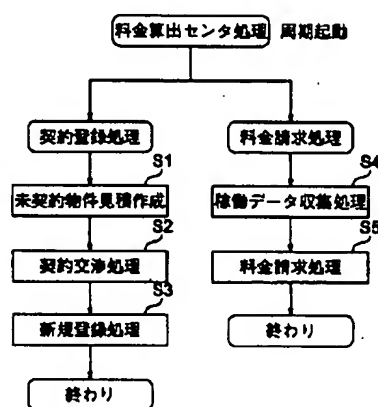 料金算出センタ処理 周期起動
契約登録処理
料金請求処理
S1
未契約物件見積作成
S4
稼働データ収集処理
S2
契約交渉処理
S5
料金請求処理
S3
新規登録処理
終わり
終わり